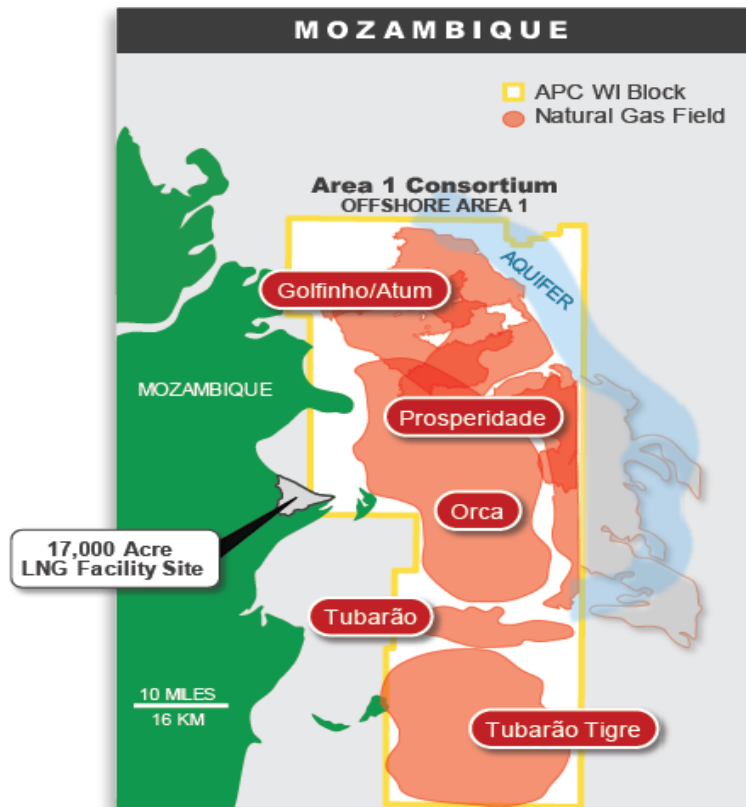 MOZAMBIQUE
APC WI Block
Natural Gas Field
Area 1 Consortium
OFFSHORE AREA 1
AQUIFER
Golfinho/Atum
MOZAMBIQUE
Prosperidade
Orca
17,000 Acre
LNG Facility Site
Tubarão
10 MILES
16 KM
Tubarão Tigre